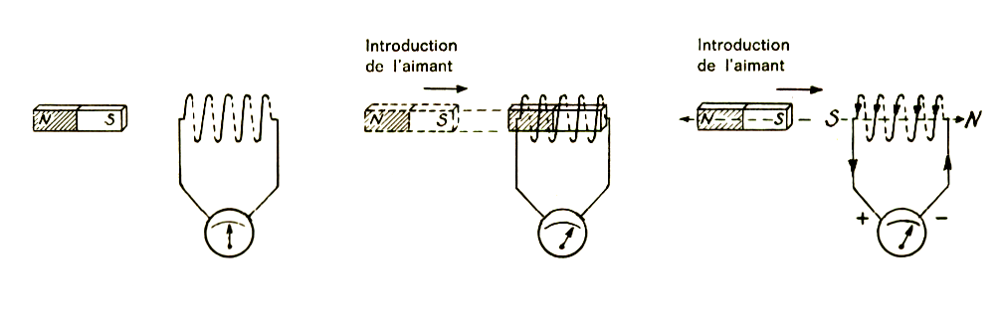 N S
Introduction
de l'aimant
N S
Introduction
de l'aimant
N S S N
+ −